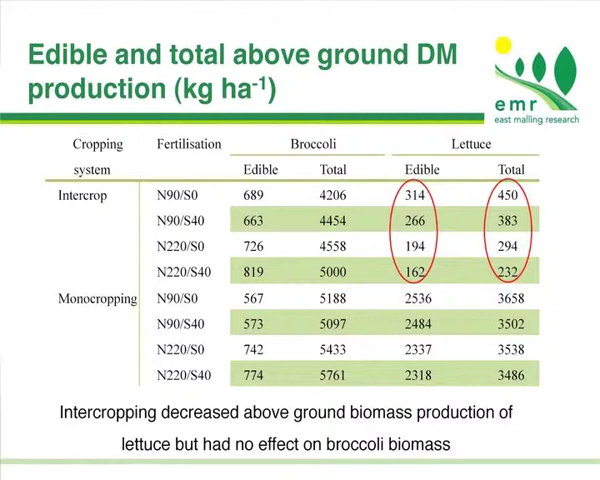 Edible and total above ground DM
production (kg ha-1)
emr
east malling research
Cropping system Fertilisation Broccoli Lettuce
Edible Total Edible Total
Intercrop N90/S0 689 4206 314 450
N90/S40 663 4454 266 383
N220/S0 726 4558 194 294
N220/S40 819 5000 162 232
Monocropping N90/S0 567 5188 2536 3658
N90/S40 573 5097 2484 3502
N220/S0 742 5433 2337 3538
N220/S40 774 5761 2318 3486
Intercropping decreased above ground biomass production of
lettuce but had no effect on broccoli biomass